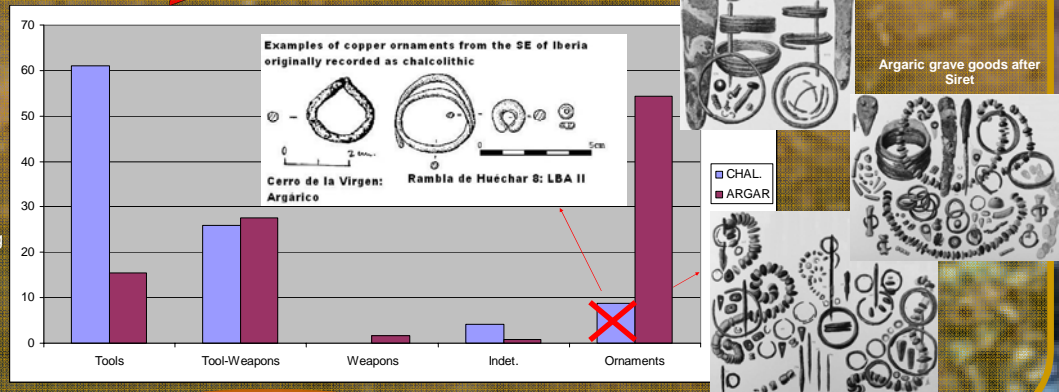 70
60
50
40
30
20
10
0
Examples of copper ornaments from the SE of Iberia
originally recorded as chalcolithic
2 cm.
5cm
Cerro de la Virgen:
Argárico
Rambla de Huéchar 8: LBA II
Tools
Tool-Weapons
Weapons
Indet.
Ornaments
CHAL.
ARGAR
Argaric grave goods after
Siret